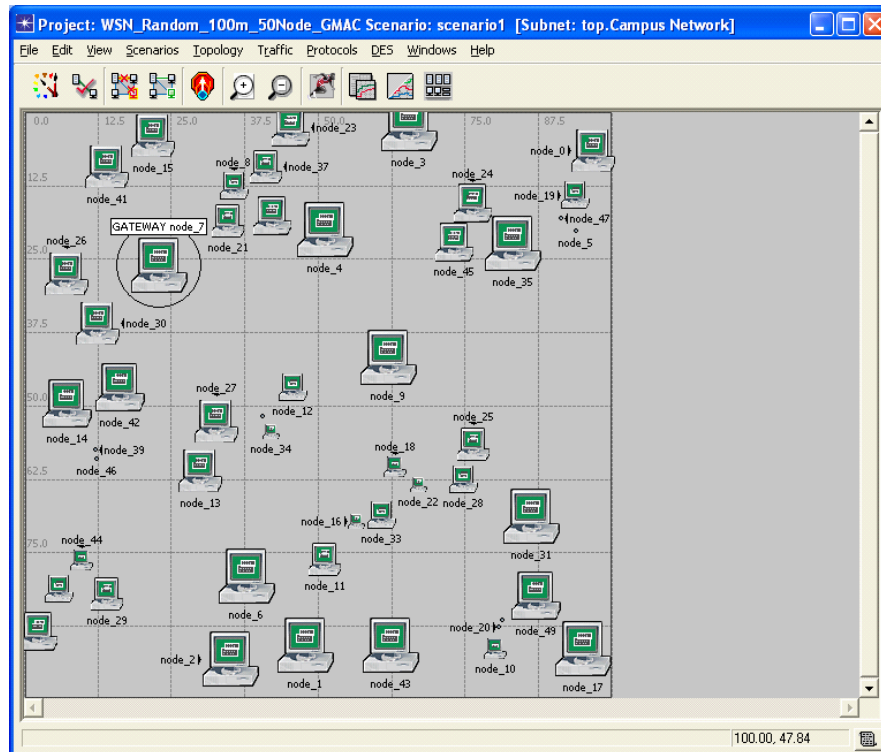 Project: WSN_Random_100m_50Node_GMAC Scenario: scenario1 [Subnet: top.Campus Network]
File Edit View Scenarios Topology Traffic Protocols DES Windows Help
0.0 12.5 25.0 37.5 50.0 75.0 87.5
node_23
node_3
node_0
node_15
node_8
node_37
node_24
node_41
12.5
node_19
node_47
node_5
GATEWAY node_7
node_21
node_26
node_4
node_45
node_35
25.0
node_30
37.5
node_9
node_27
node_12
50.0
node_14
node_42
node_25
node_39
node_34
node_18
node_46
62.5
node_13
node_22
node_28
node_16
node_33
node_44
75.0
node_31
node_11
node_29
node_6
node_20
node_49
node_2
node_10
node_1
node_43
node_17
100.00, 47.84